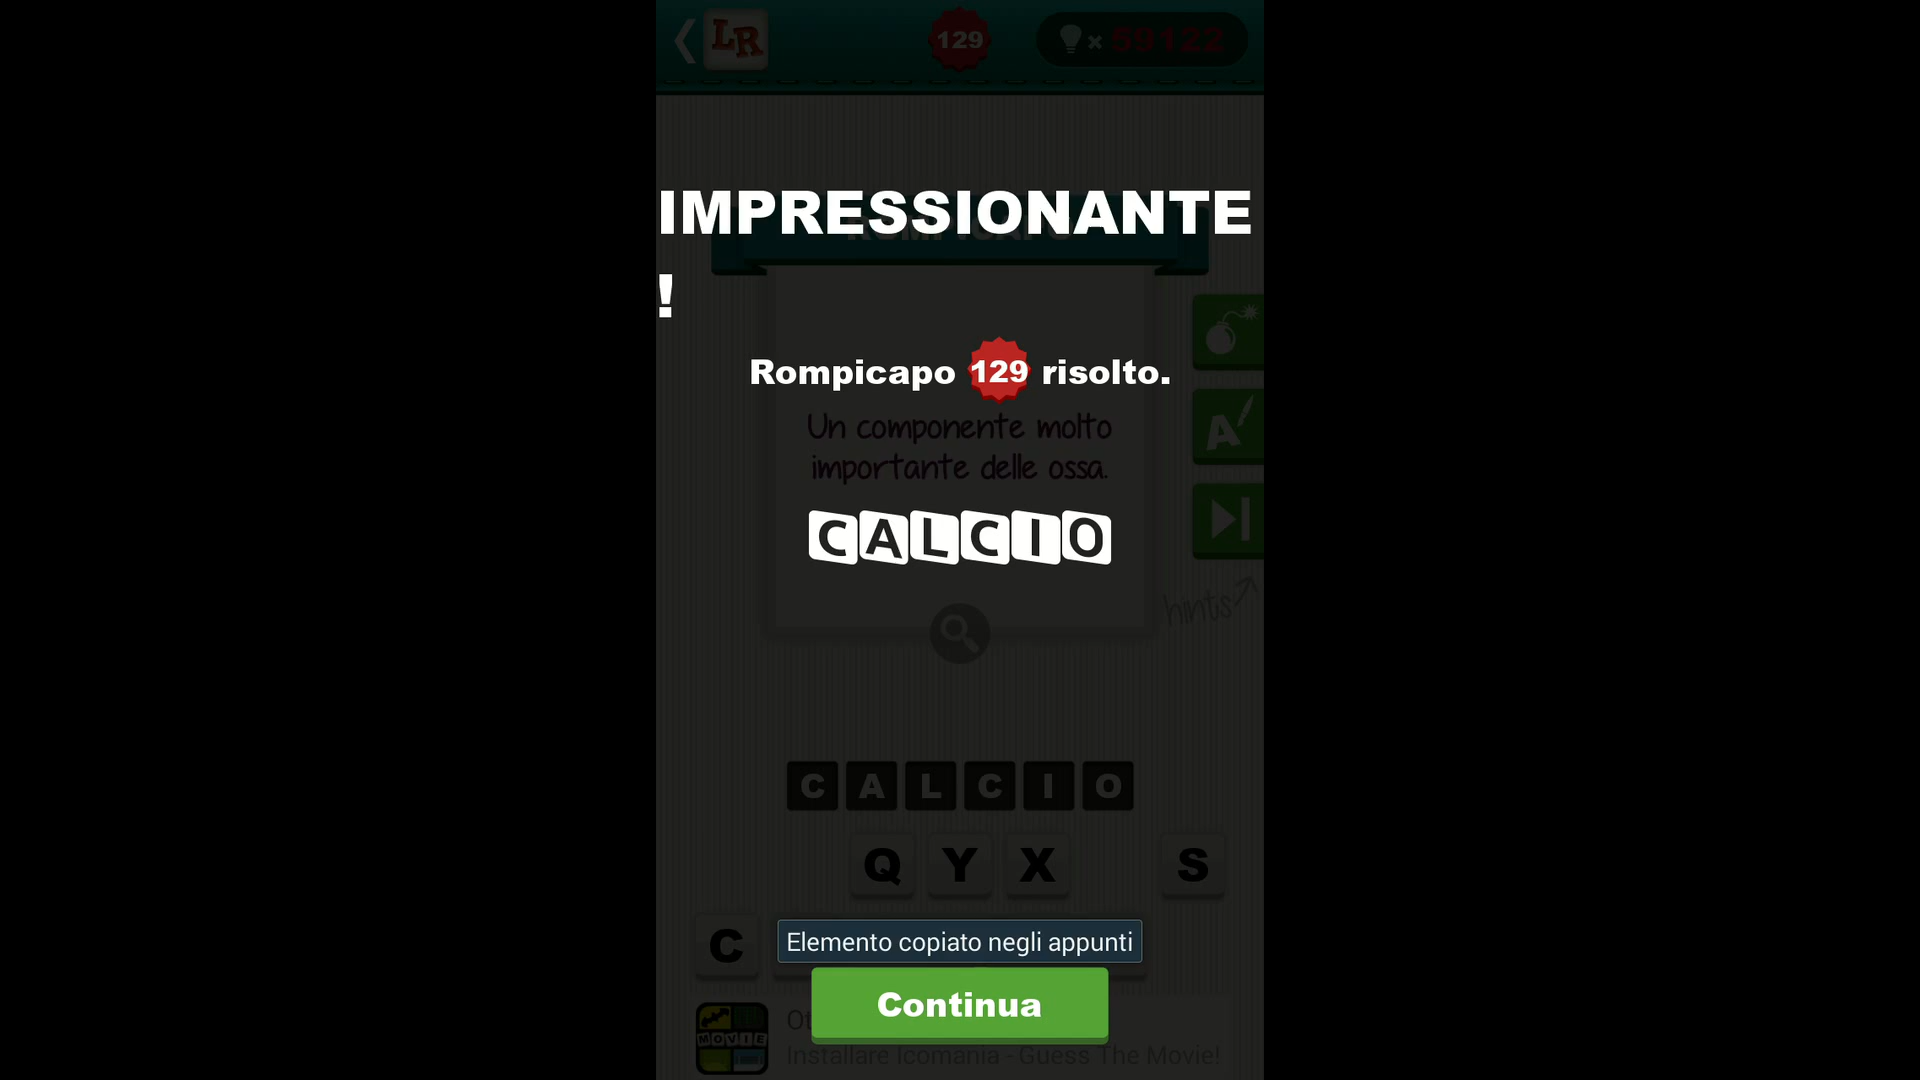 LR
129
× 59122
IMPRESSIONANTE
!
Rompicapo 129 risolto.
Un componente molto
importante delle ossa.
CALCIO
hints
CALCIO
Q Y X S
C
Elemento copiato negli appunti
Continua
MOVIE
Installare Icomania - Guess The Movie!